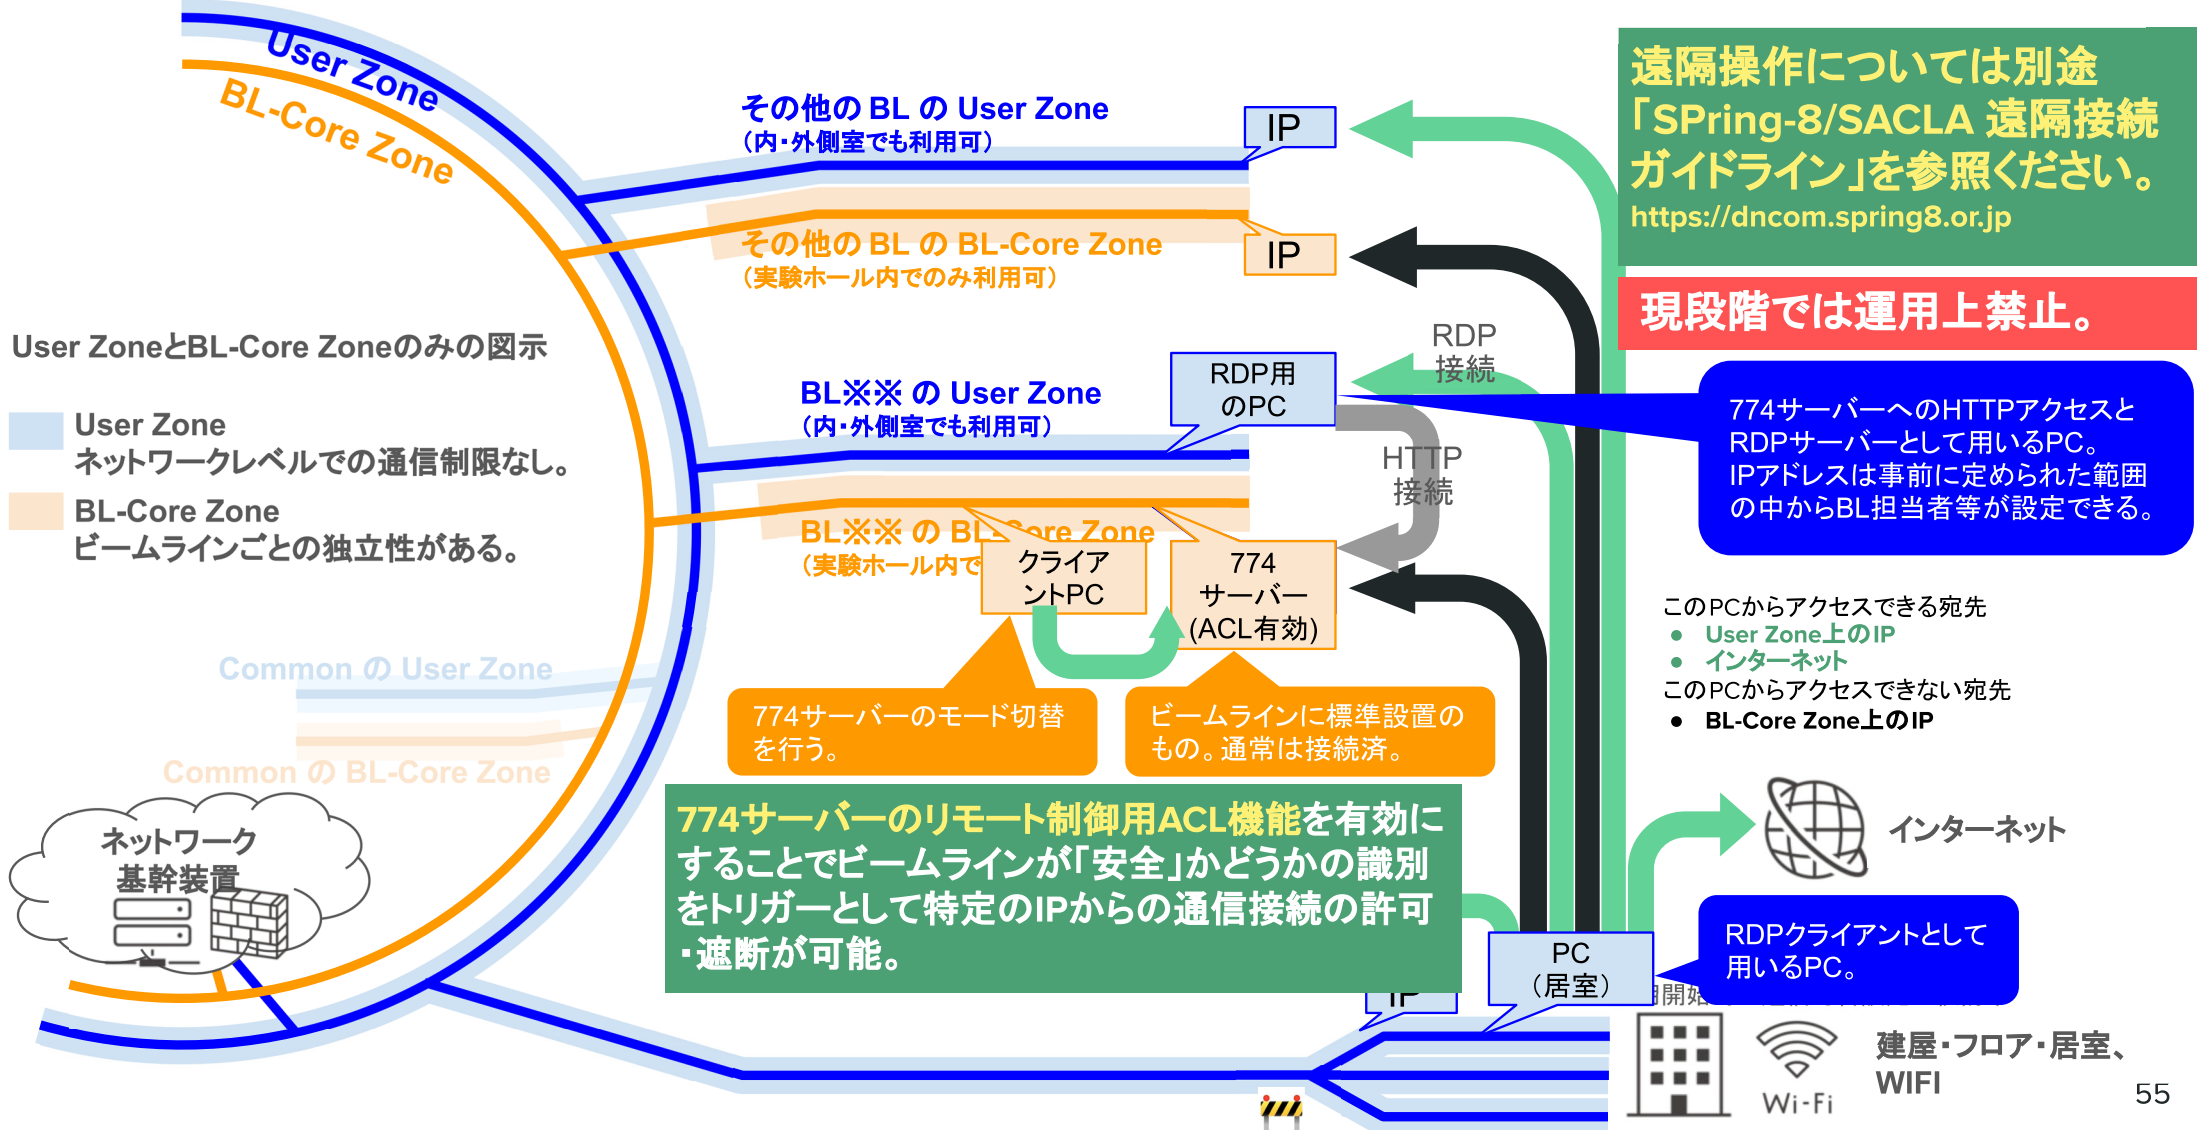 User Zone
BL-Core Zone
その他の BL の User Zone
（内・外側室でも利用可）
IP
その他の BL の BL-Core Zone
（実験ホール内でのみ利用可）
IP
遠隔操作については別途
「SPring-8/SACLA 遠隔接続
ガイドライン」を参照ください。
https://dncom.spring8.or.jp
現段階では運用上禁止。
User ZoneとBL-Core Zoneのみの図示
User Zone
ネットワークレベルでの通信制限なし。
BL-Core Zone
ビームラインごとの独立性がある。
RDP
接続
BL※※ の User Zone
（内・外側室でも利用可）
RDP用
のPC
774サーバーへのHTTPアクセスと
RDPサーバーとして用いるPC。
IPアドレスは事前に定められた範囲
の中からBL担当者等が設定できる。
HTTP
接続
BL※※ の BL-Core Zone
（実験ホール内で
クライア
ントPC
774
サーバー
(ACL有効)
このPCからアクセスできる宛先
● User Zone上のIP
● インターネット
このPCからアクセスできない宛先
● BL-Core Zone上のIP
Common の User Zone
Common の BL-Core Zone
774サーバーのモード切替
を行う。
ビームラインに標準設置の
もの。通常は接続済。
ネットワーク
基幹装置
774サーバーのリモート制御用ACL機能を有効に
することでビームラインが「安全」かどうかの識別
をトリガーとして特定のIPからの通信接続の許可
・遮断が可能。
インターネット
RDPクライアントとして
用いるPC。
PC
（居室）
IP
開始
建屋・フロア・居室、
WIFI
Wi-Fi
55